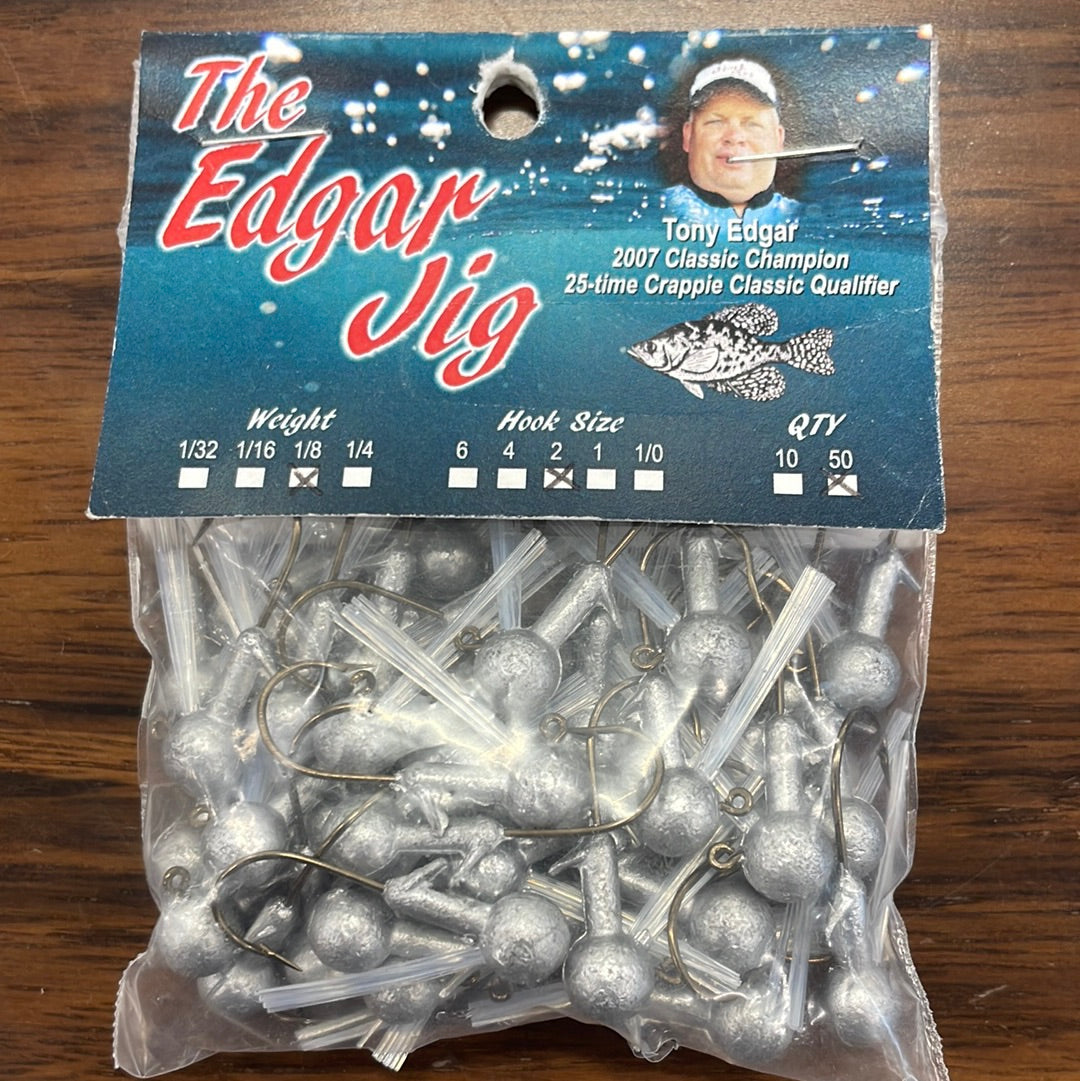 The
Edgar
Jig
Tony Edgar
2007 Classic Champion
25-time Crappie Classic Qualifier
Weight
1/32 1/16 1/8 1/4
Hook Size
6 4 2 1 1/0
QTY
10 50